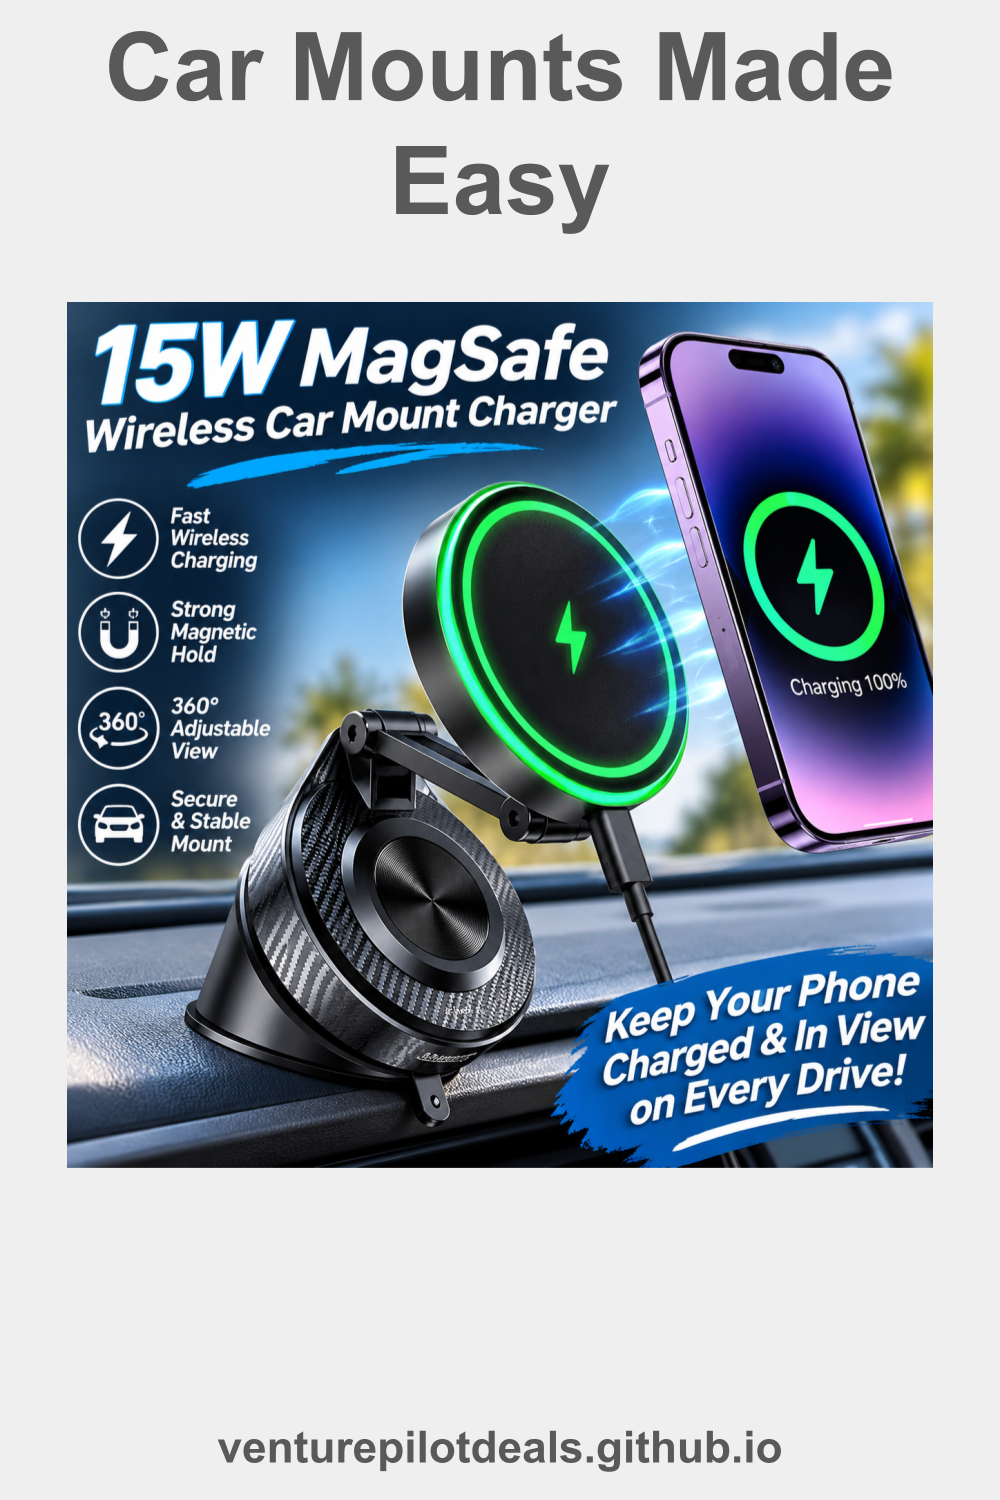 Car Mounts Made
Easy
15W MagSafe
Wireless Car Mount Charger
Fast
Wireless
Charging
Strong
Magnetic
Hold
360°
360°
Adjustable
View
Secure
& Stable
Mount
Charging 100%
Keep Your Phone
Charged & In View
on Every Drive!
venturepilotdeals.github.io